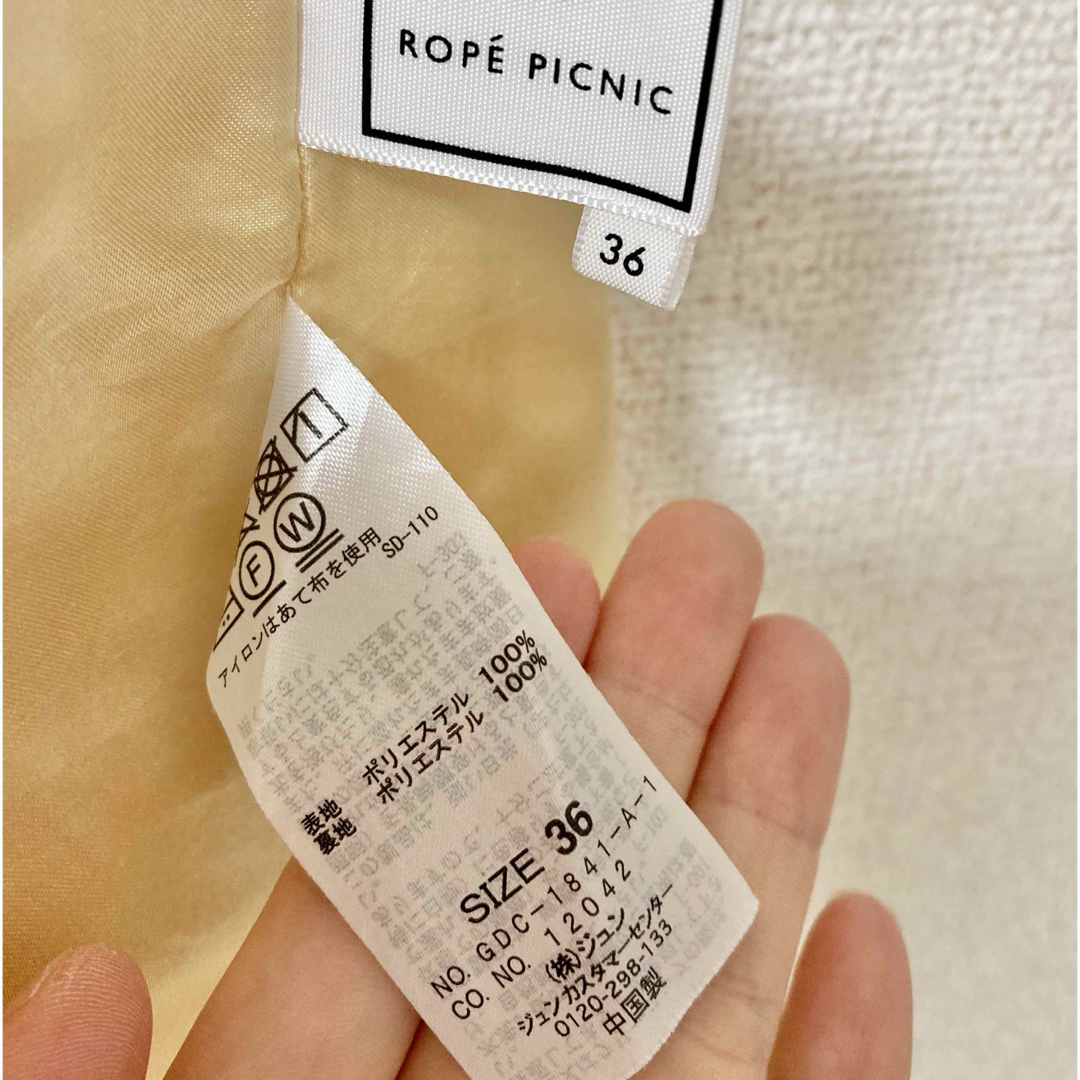 ROPÉ PICNIC
36
W
F
アイロンはあて布を使用
SD-110
表地 ポリエステル 100%
裏地 ポリエステル 100%
SIZE 36
NO. GDC-1841-A-1
CO. NO. 12042
(株)ジュン
ジュンカスタマーセンター
0120-298-133
中国製